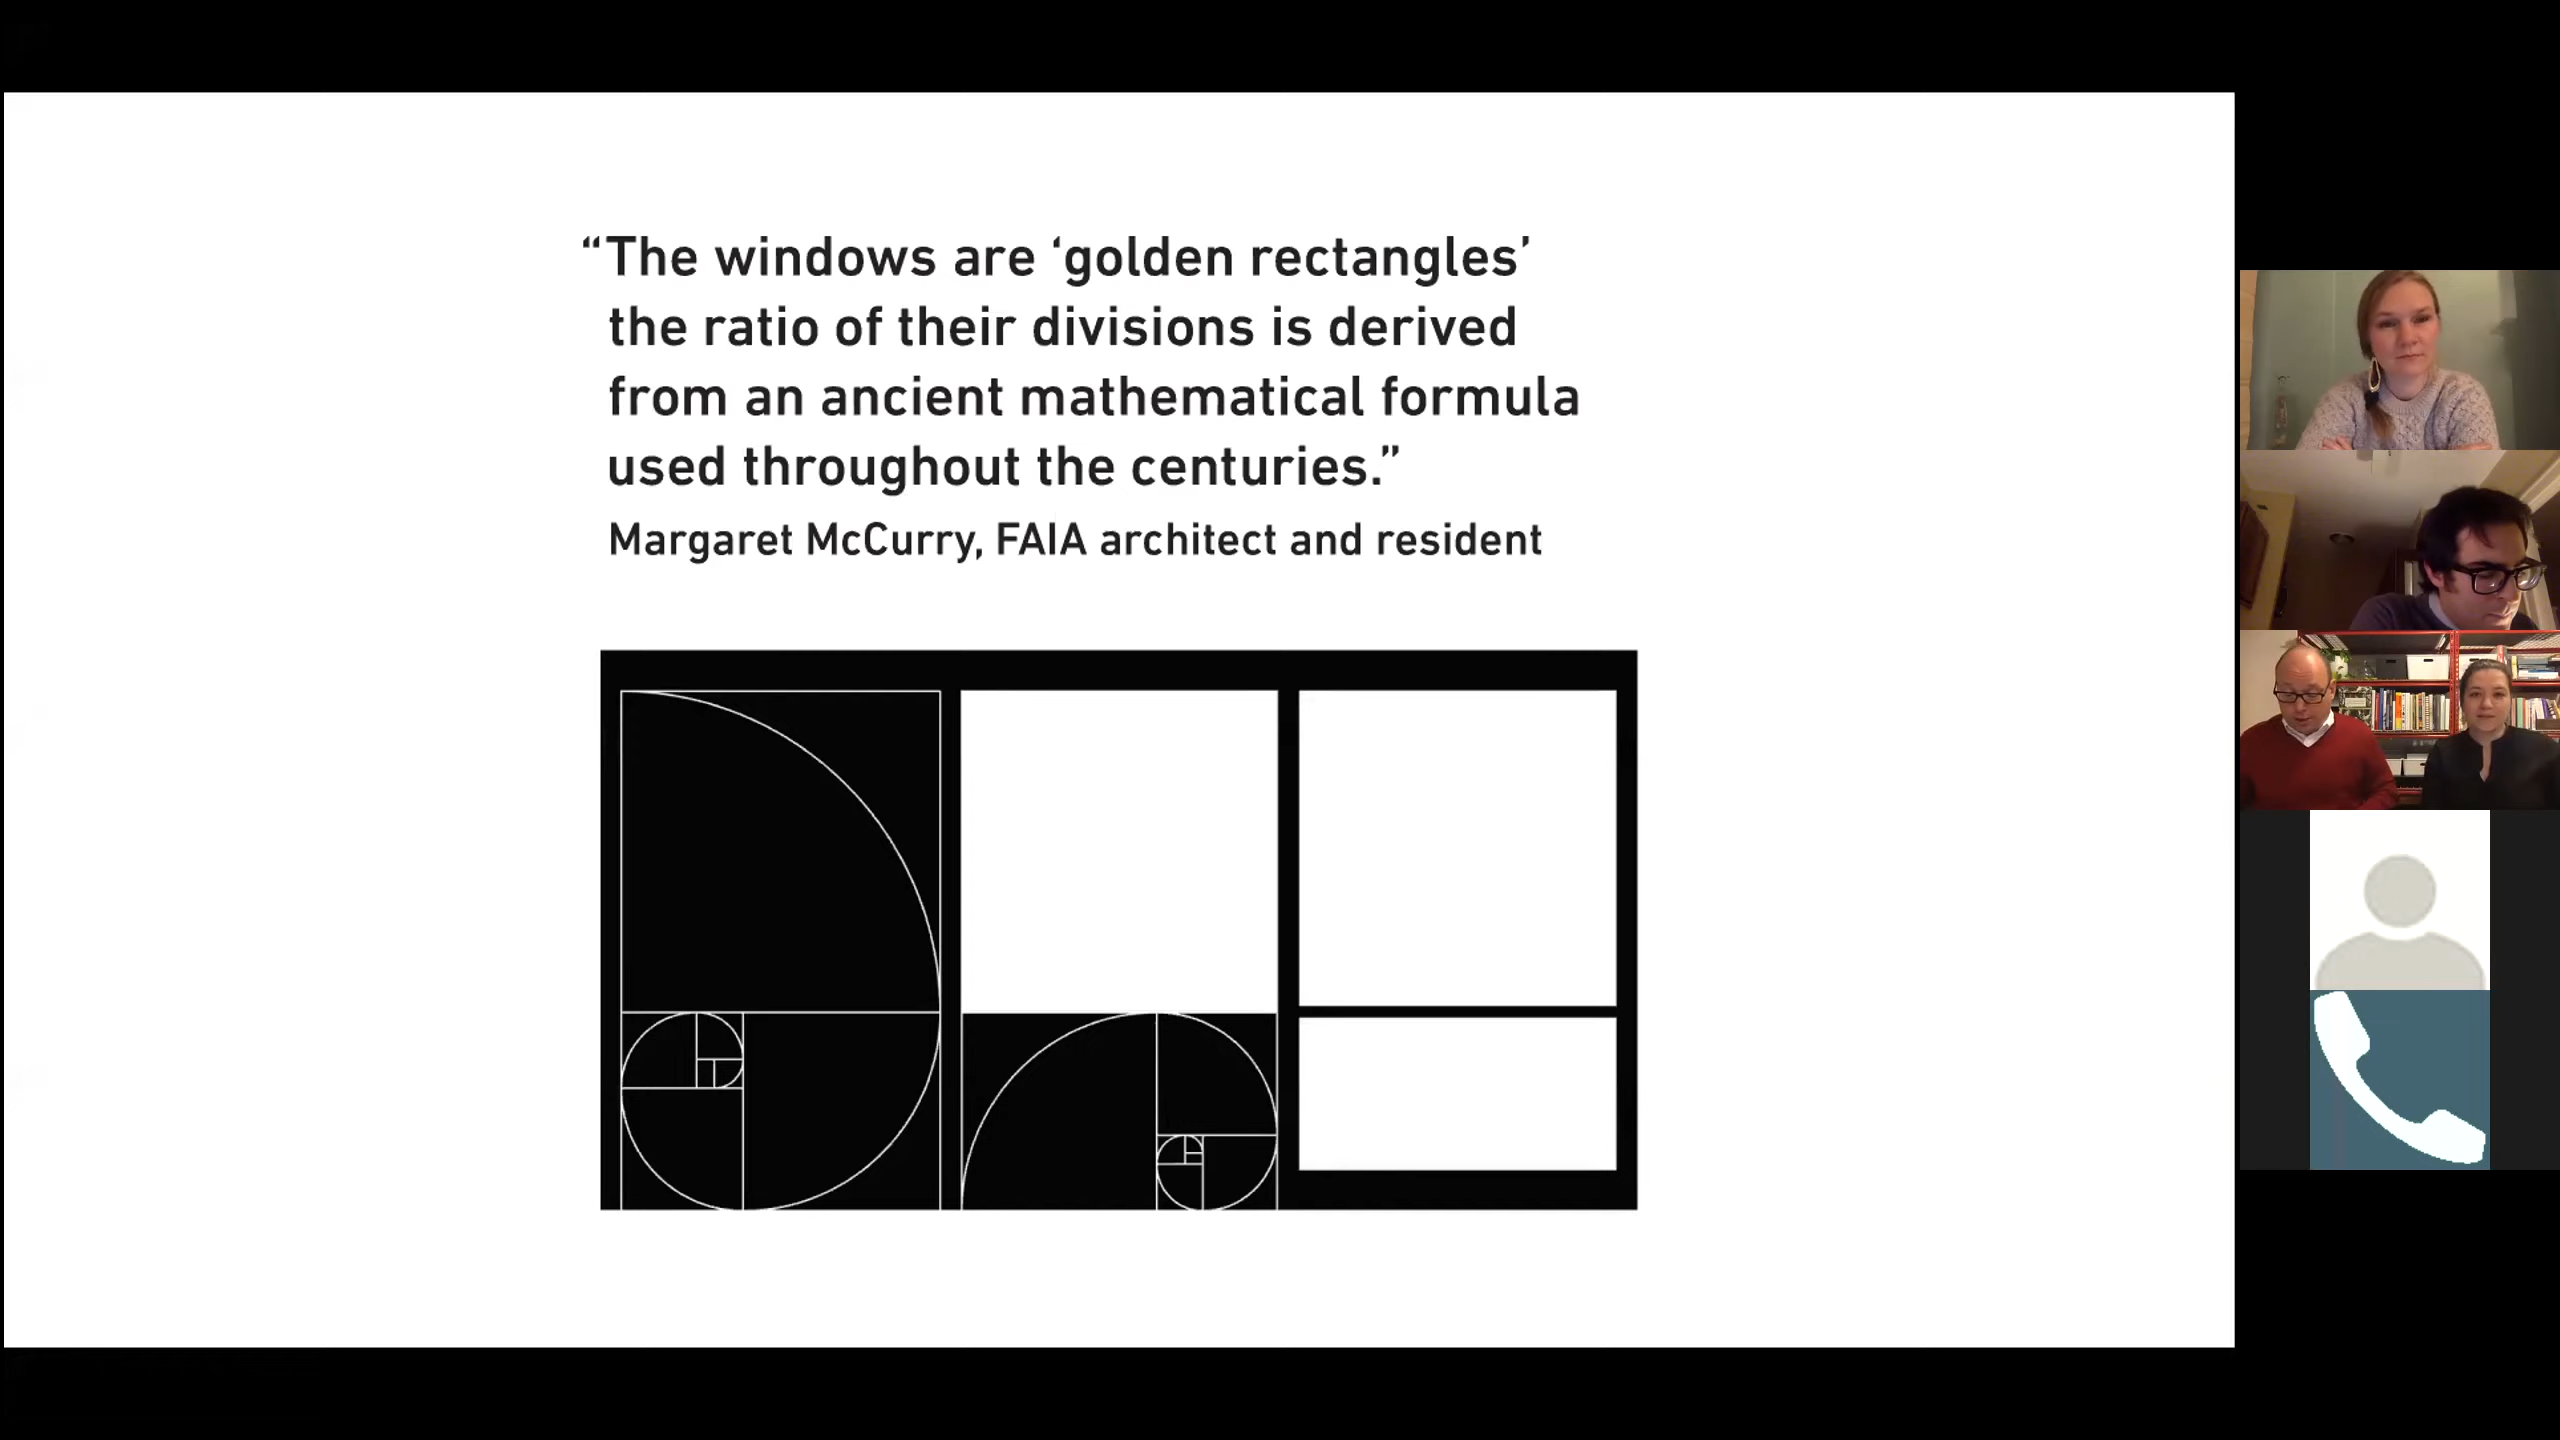 “The windows are ‘golden rectangles’
the ratio of their divisions is derived
from an ancient mathematical formula
used throughout the centuries.”
Margaret McCurry, FAIA architect and resident